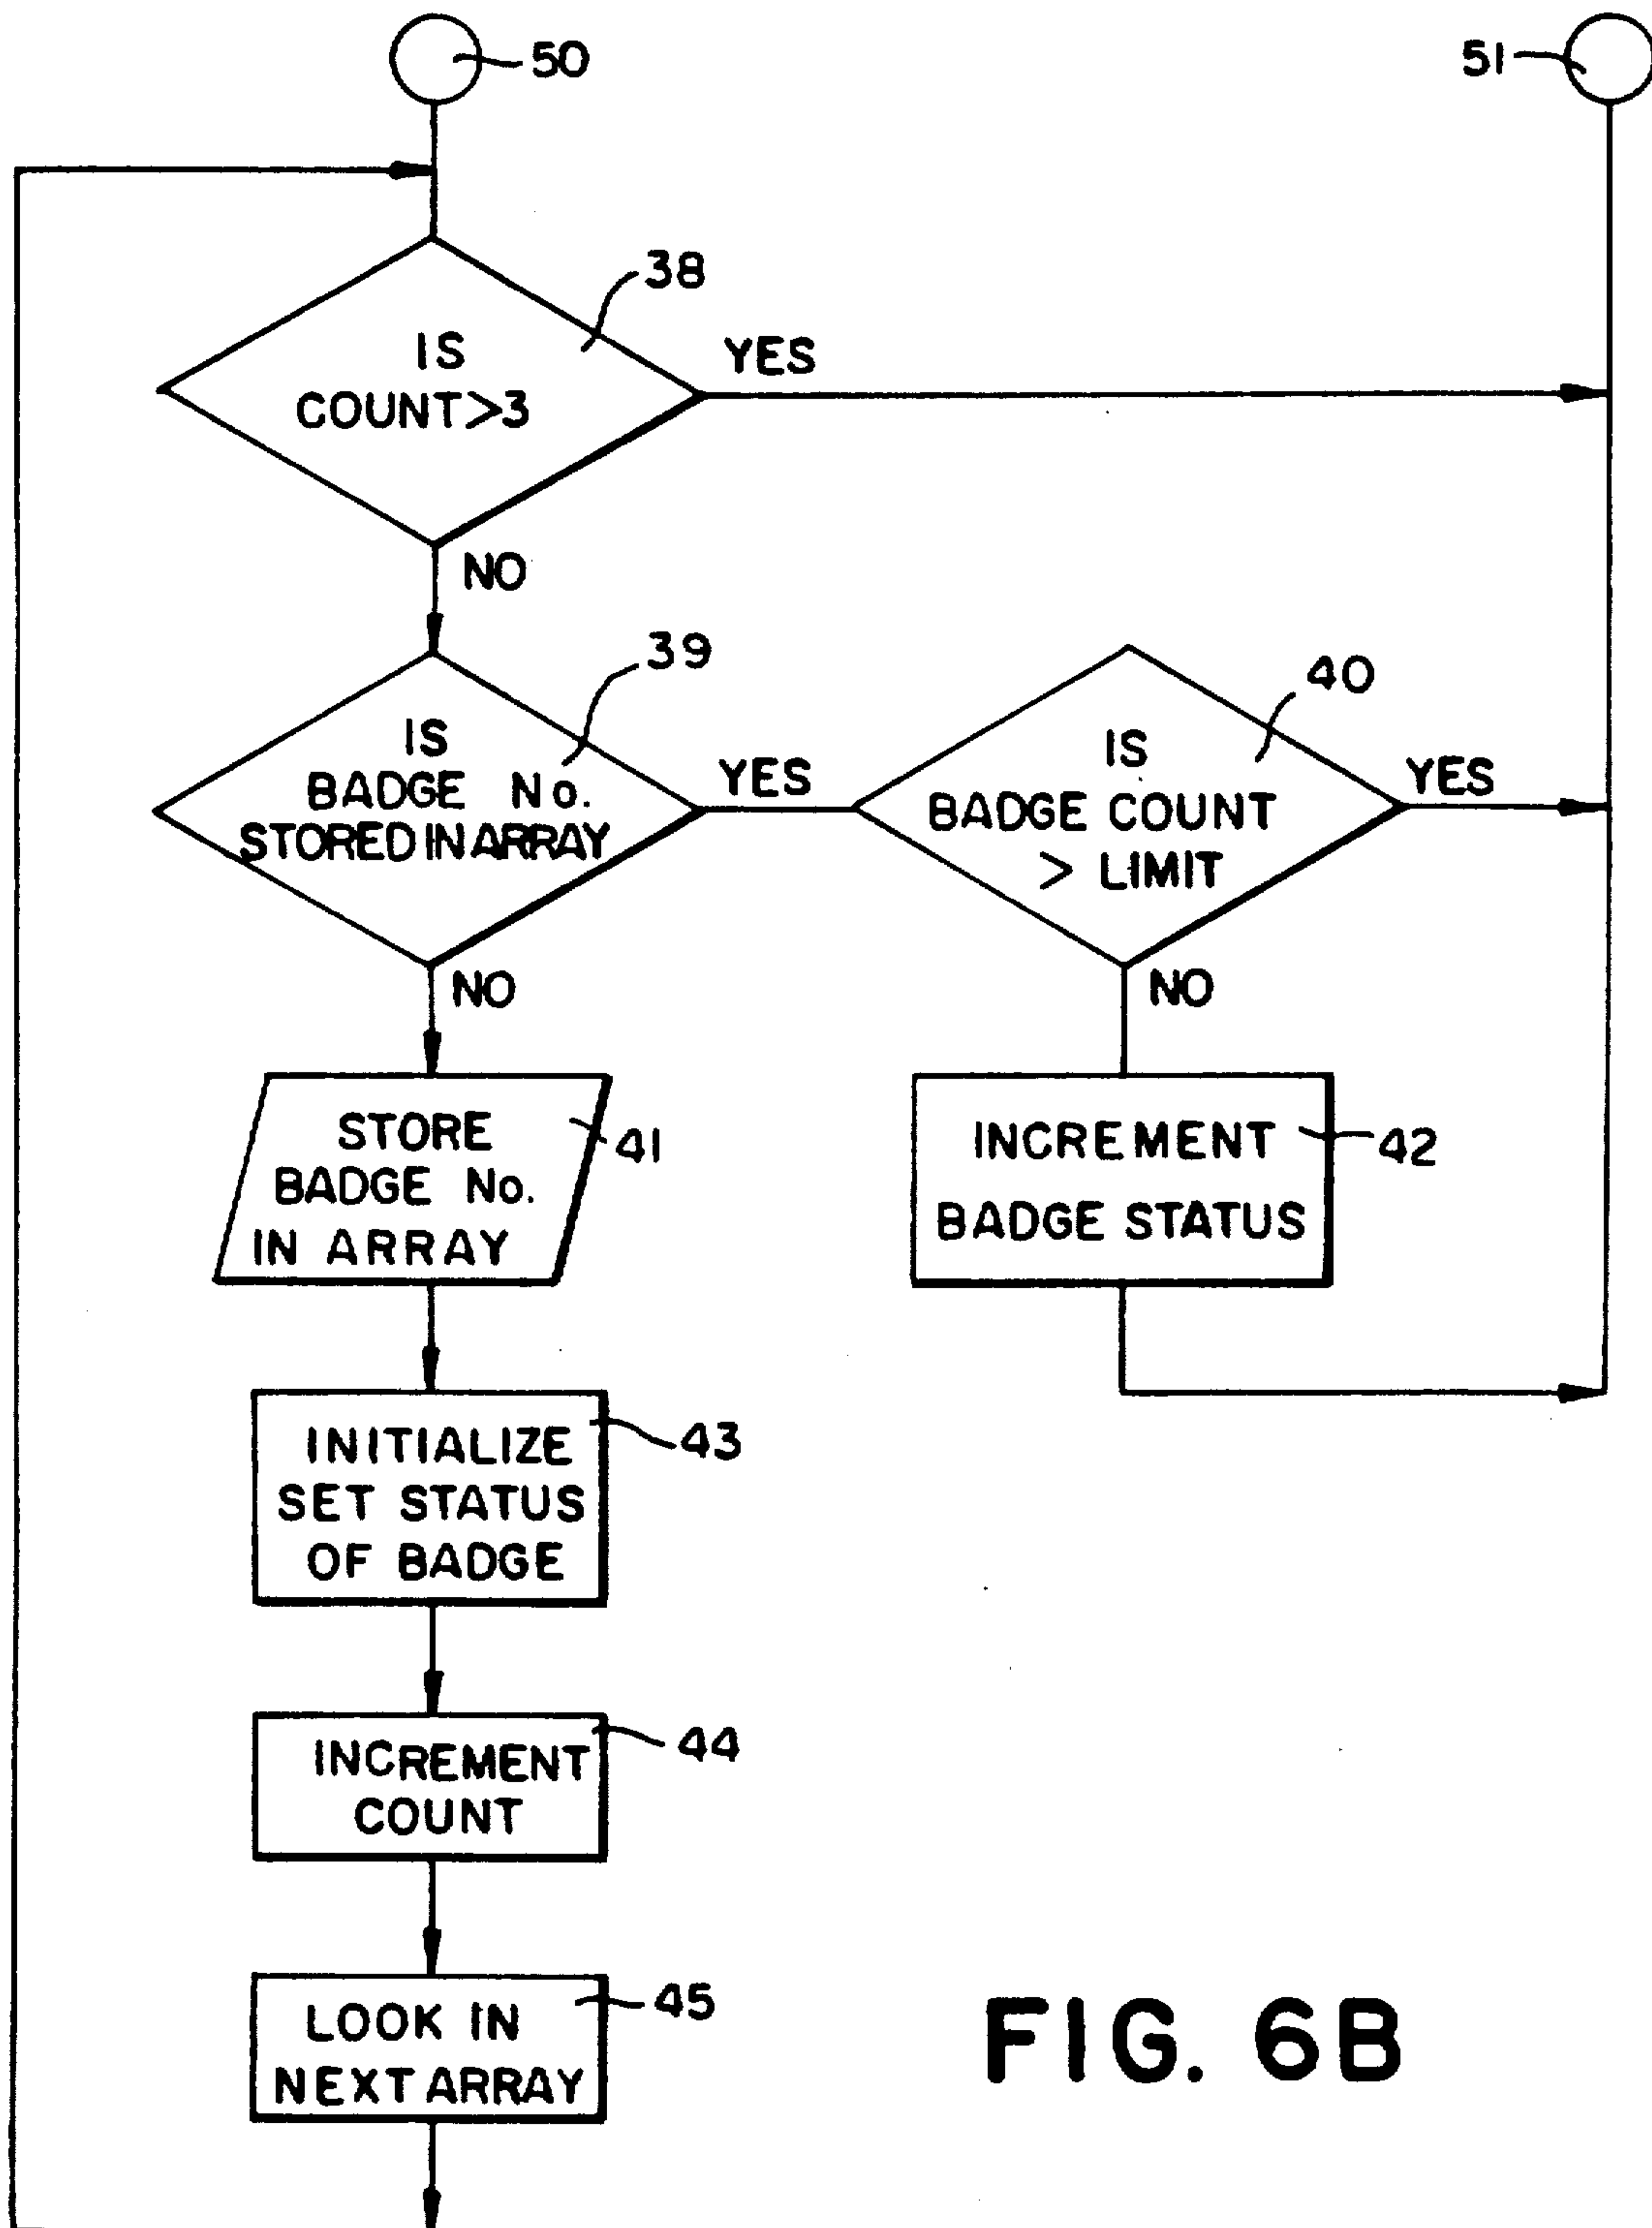 50
51
38
IS
COUNT>3
YES
NO
39
IS
BADGE No.
STORED IN ARRAY
YES
40
IS
BADGE COUNT
> LIMIT
YES
NO
NO
STORE
BADGE No.
IN ARRAY
41
INCREMENT
BADGE STATUS
42
INITIALIZE
SET STATUS
OF BADGE
43
INCREMENT
COUNT
44
LOOK IN
NEXT ARRAY
45
FIG. 6B